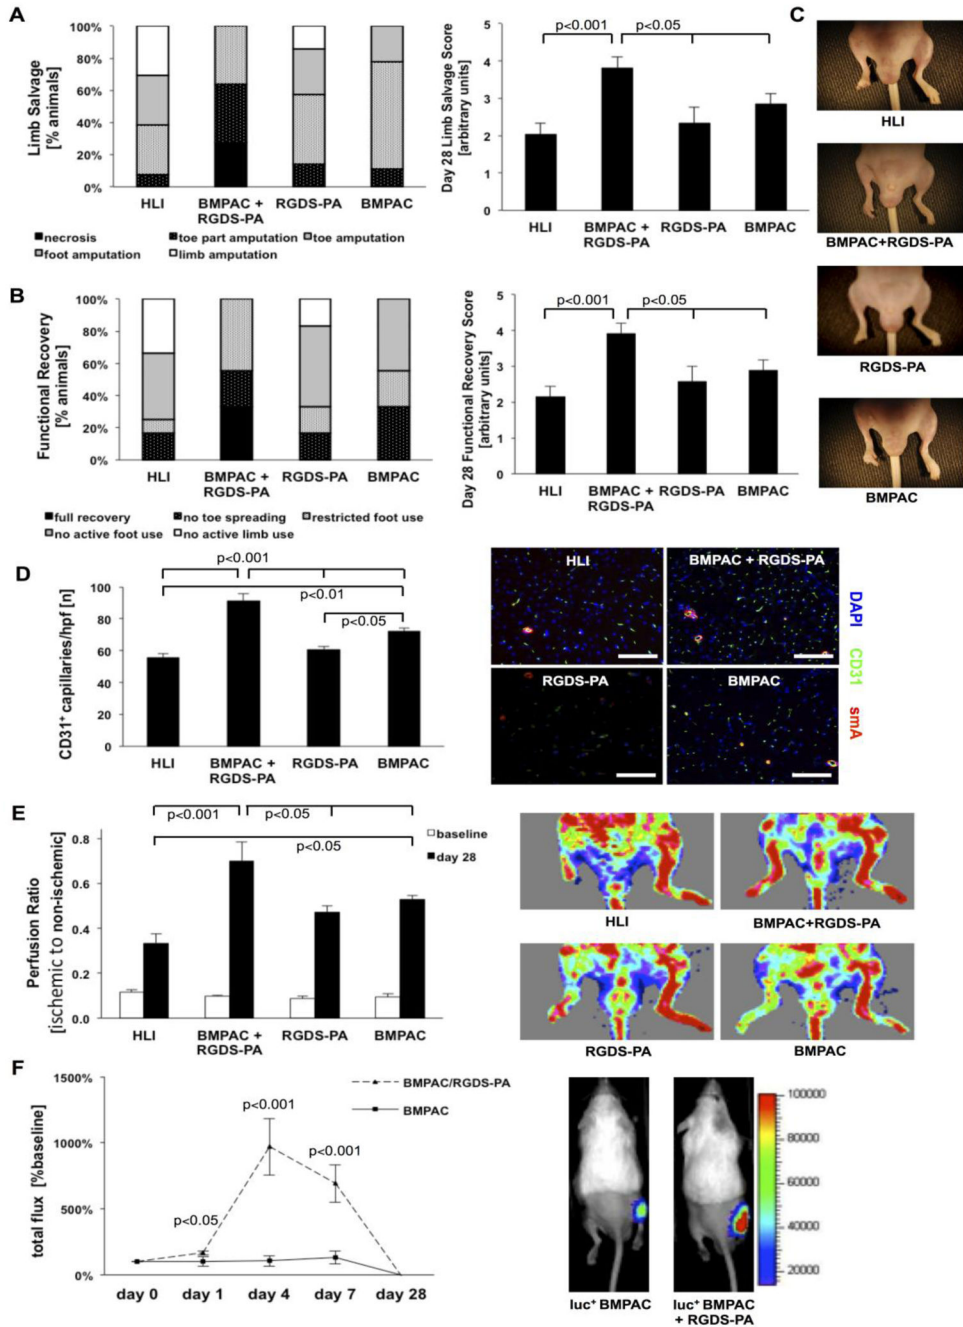 A
Limb Salvage
[% animals]
100%
80%
60%
40%
20%
0%
HLI
BMPAC +
RGDS-PA
RGDS-PA
BMPAC
necrosis
toe part amputation
toe amputation
foot amputation
limb amputation
Day 28 Limb Salvage Score
[arbitrary units]
5
4
3
2
1
0
p<0.001
p<0.05
HLI
BMPAC +
RGDS-PA
RGDS-PA
BMPAC
C
HLI
BMPAC+RGDS-PA
RGDS-PA
BMPAC
B
Functional Recovery
[% animals]
100%
80%
60%
40%
20%
0%
HLI
BMPAC +
RGDS-PA
RGDS-PA
BMPAC
full recovery
no toe spreading
restricted foot use
no active foot use
no active limb use
Day 28 Functional Recovery Score
[arbitrary units]
5
4
3
2
1
0
p<0.001
p<0.05
HLI
BMPAC +
RGDS-PA
RGDS-PA
BMPAC
D
CD31⁺ capillaries/hpf [n]
100
80
60
40
20
0
p<0.001
p<0.01
p<0.05
HLI
BMPAC +
RGDS-PA
RGDS-PA
BMPAC
HLI
BMPAC + RGDS-PA
RGDS-PA
BMPAC
DAPI CD31 smA
E
Perfusion Ratio
[ischemic to non-ischemic]
0.8
0.6
0.4
0.2
0.0
p<0.001
p<0.05
p<0.05
baseline
day 28
HLI
BMPAC +
RGDS-PA
RGDS-PA
BMPAC
HLI
BMPAC+RGDS-PA
RGDS-PA
BMPAC
F
total flux [%baseline]
1500%
1000%
500%
0%
BMPAC/RGDS-PA
BMPAC
p<0.05
p<0.001
p<0.001
day 0
day 1
day 4
day 7
day 28
luc⁺ BMPAC
luc⁺ BMPAC
+ RGDS-PA
100000
80000
60000
40000
20000